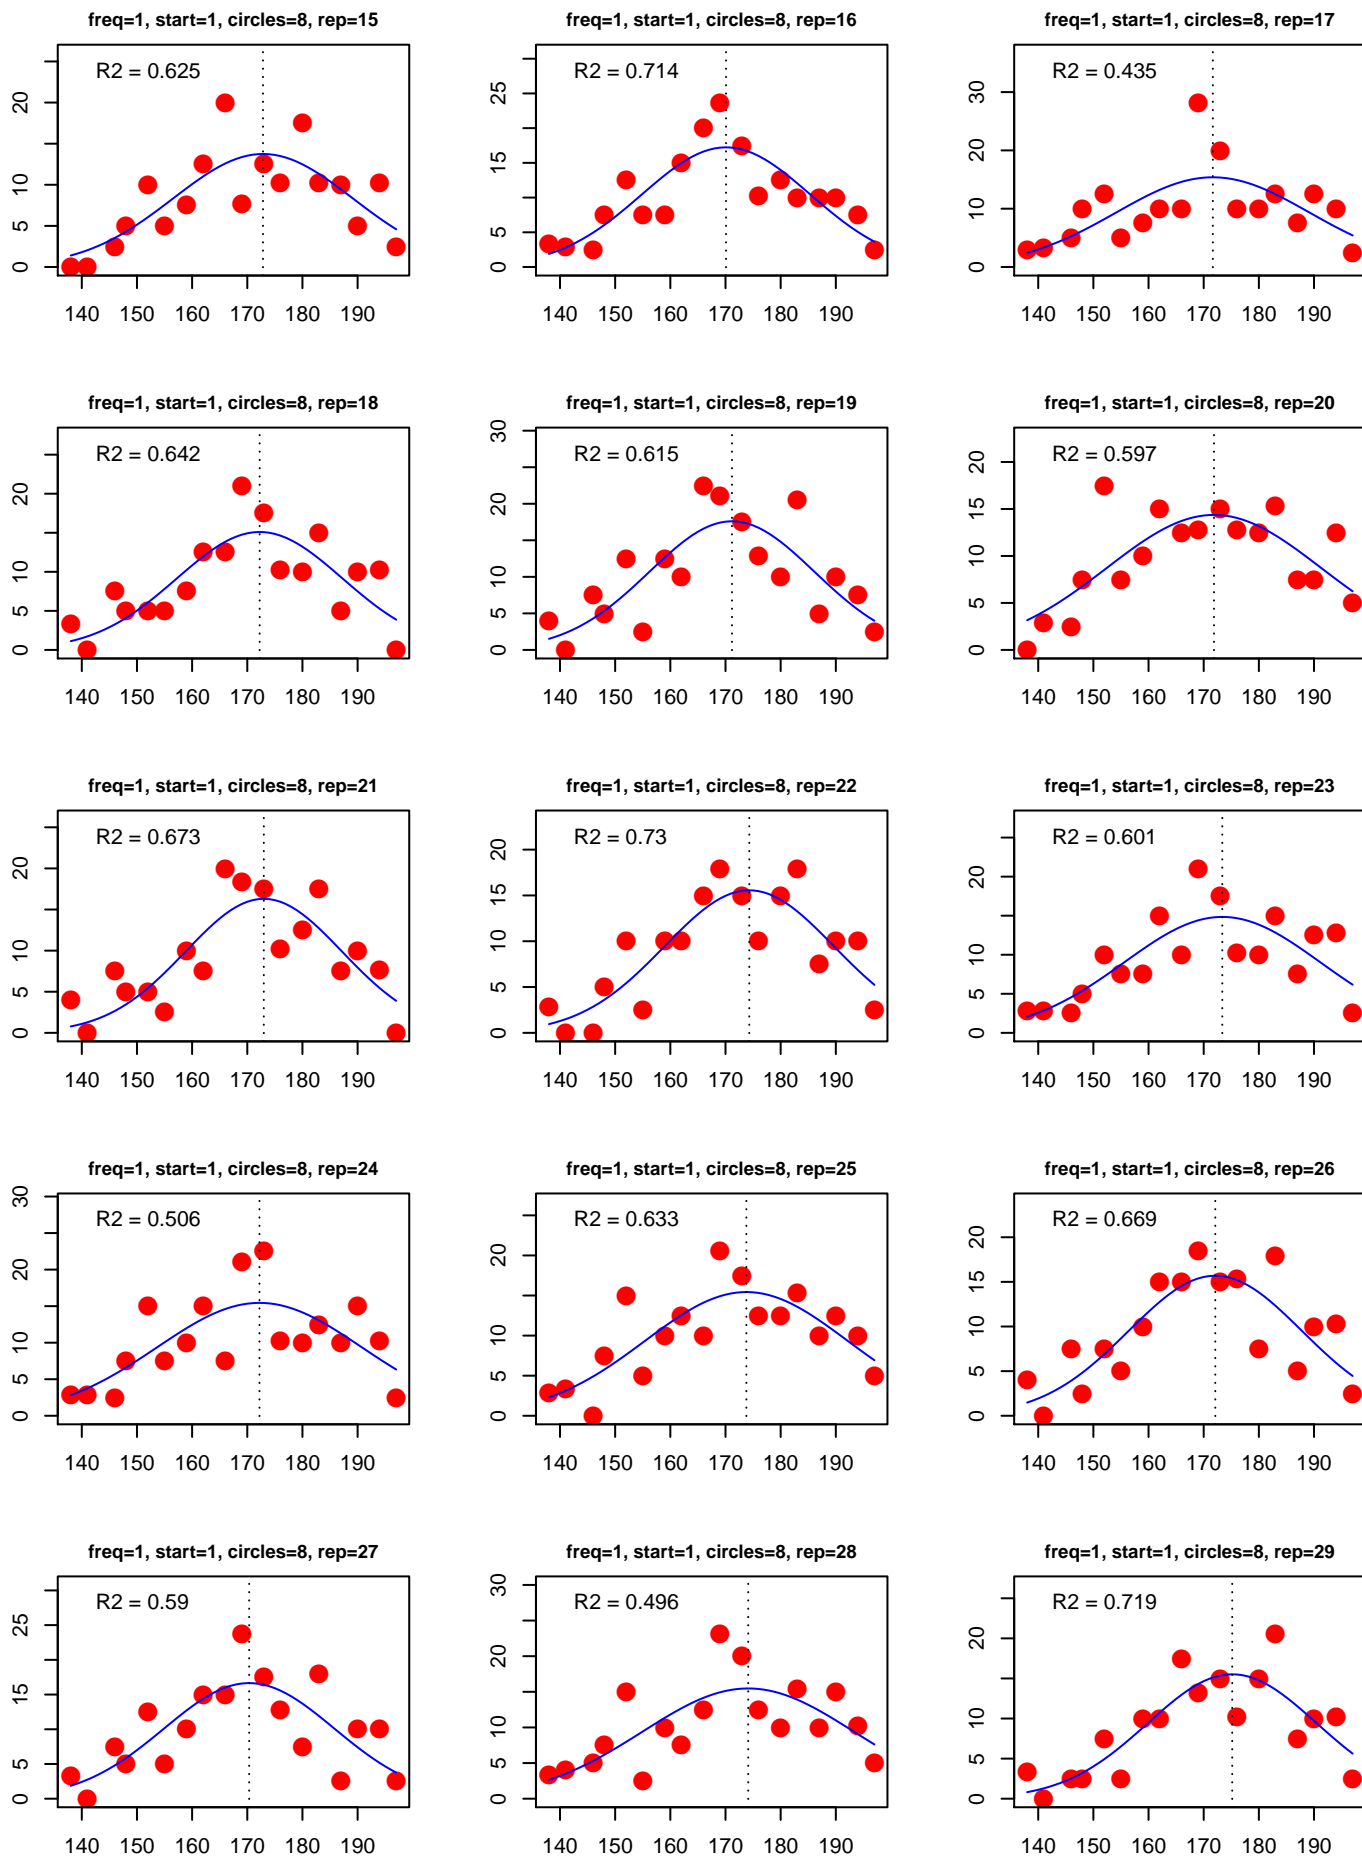 freq=1, start=1, circles=8, rep=15
freq=1, start=1, circles=8, rep=16
freq=1, start=1, circles=8, rep=17
R2 = 0.625
R2 = 0.714
R2 = 0.435
0 5 10 20
0 5 15 25
0 10 20 30
140 150 160 170 180 190
140 150 160 170 180 190
140 150 160 170 180 190
freq=1, start=1, circles=8, rep=18
freq=1, start=1, circles=8, rep=19
freq=1, start=1, circles=8, rep=20
R2 = 0.642
R2 = 0.615
R2 = 0.597
0 5 10 20
0 5 10 20 30
0 5 10 15 20
140 150 160 170 180 190
140 150 160 170 180 190
140 150 160 170 180 190
freq=1, start=1, circles=8, rep=21
freq=1, start=1, circles=8, rep=22
freq=1, start=1, circles=8, rep=23
R2 = 0.673
R2 = 0.73
R2 = 0.601
0 5 10 20
0 5 10 15 20
0 5 10 20
140 150 160 170 180 190
140 150 160 170 180 190
140 150 160 170 180 190
freq=1, start=1, circles=8, rep=24
freq=1, start=1, circles=8, rep=25
freq=1, start=1, circles=8, rep=26
R2 = 0.506
R2 = 0.633
R2 = 0.669
0 5 10 20 30
0 5 10 20
0 5 10 15 20
140 150 160 170 180 190
140 150 160 170 180 190
140 150 160 170 180 190
freq=1, start=1, circles=8, rep=27
freq=1, start=1, circles=8, rep=28
freq=1, start=1, circles=8, rep=29
R2 = 0.59
R2 = 0.496
R2 = 0.719
0 5 15 25
0 5 10 20 30
0 5 10 20
140 150 160 170 180 190
140 150 160 170 180 190
140 150 160 170 180 190